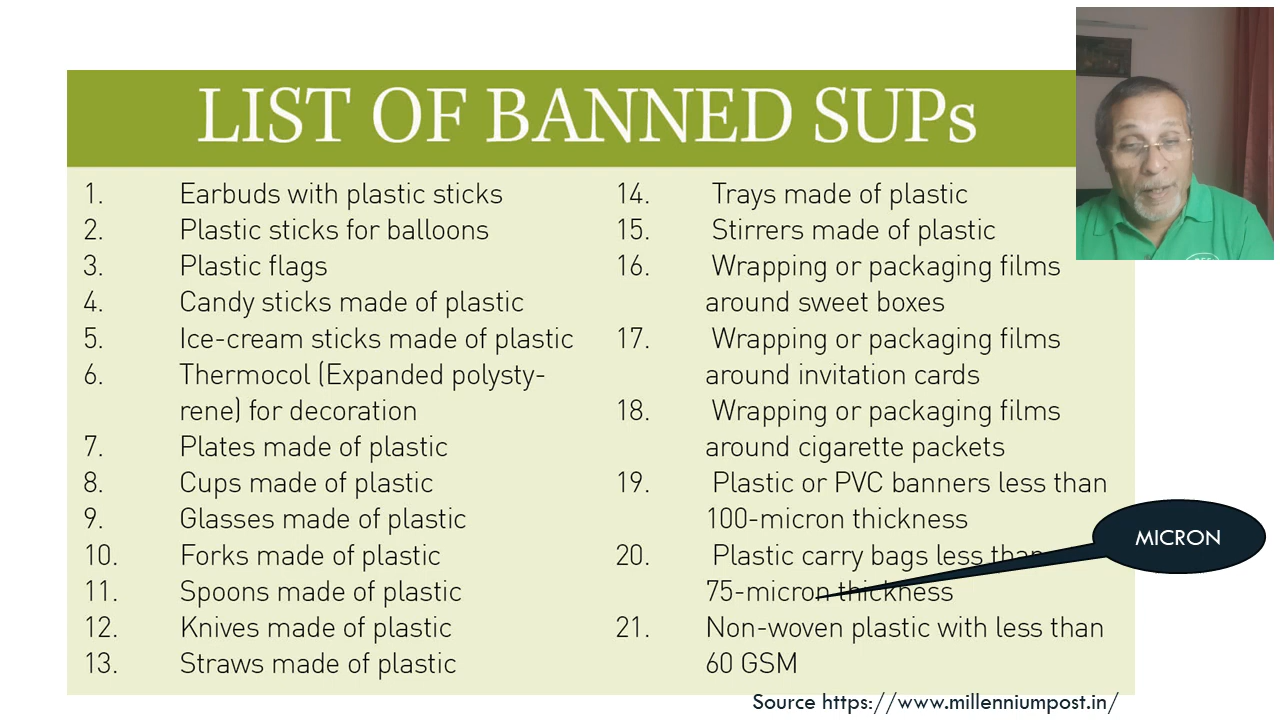 LIST OF BANNED SUPs
1. Earbuds with plastic sticks
2. Plastic sticks for balloons
3. Plastic flags
4. Candy sticks made of plastic
5. Ice-cream sticks made of plastic
6. Thermocol (Expanded polysty-
rene) for decoration
7. Plates made of plastic
8. Cups made of plastic
9. Glasses made of plastic
10. Forks made of plastic
11. Spoons made of plastic
12. Knives made of plastic
13. Straws made of plastic
14. Trays made of plastic
15. Stirrers made of plastic
16. Wrapping or packaging films
around sweet boxes
17. Wrapping or packaging films
around invitation cards
18. Wrapping or packaging films
around cigarette packets
19. Plastic or PVC banners less than
100-micron thickness
20. Plastic carry bags less than
75-micron thickness
21. Non-woven plastic with less than
60 GSM
MICRON
Source https://www.millenniumpost.in/